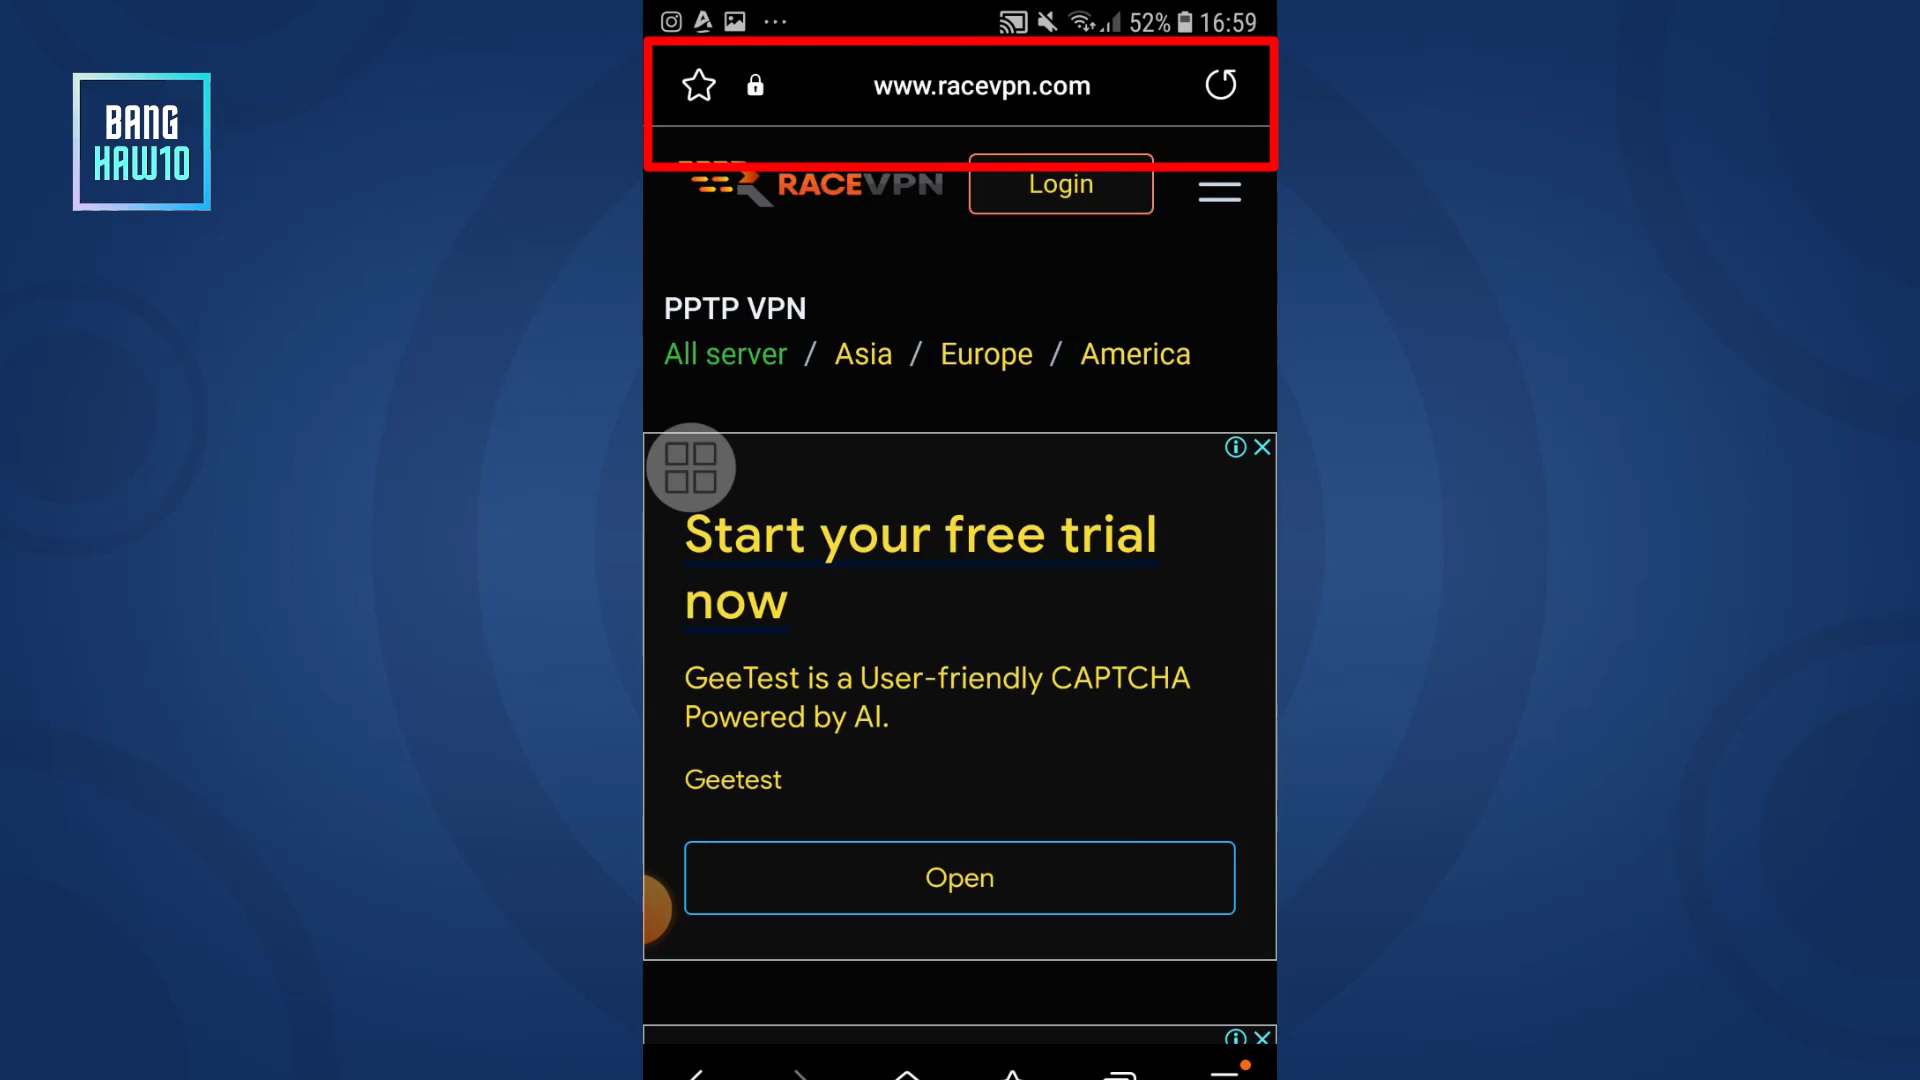 52% 16:59
BANG
HAW10
www.racevpn.com
RACEVPN
Login
PPTP VPN
All server / Asia / Europe / America
Start your free trial
now
GeeTest is a User-friendly CAPTCHA
Powered by AI.
Geetest
Open